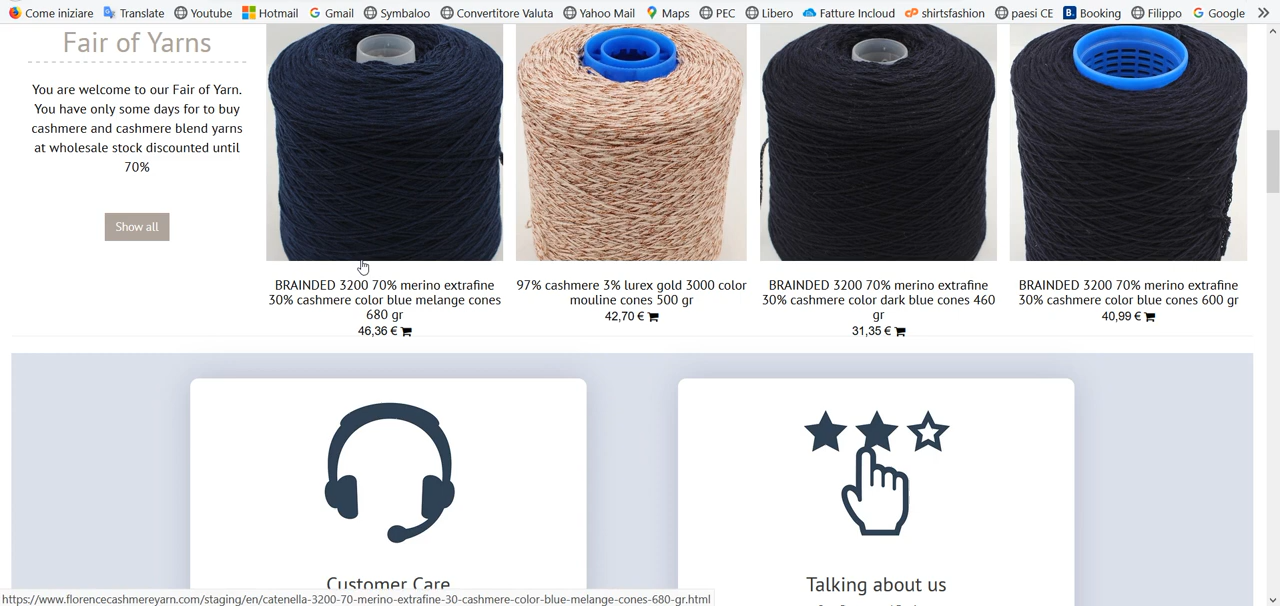 Come iniziare Translate Youtube Hotmail Gmail Symbaloo Convertitore Valuta Yahoo Mail Maps PEC Libero Fatture Incloud shirtsfashion paesi CE Booking Filippo Google
Fair of Yarns
You are welcome to our Fair of Yarn.
You have only some days for to buy
cashmere and cashmere blend yarns
at wholesale stock discounted until
70%
Show all
BRAINDED 3200 70% merino extrafine
30% cashmere color blue melange cones
680 gr
46,36 €
97% cashmere 3% lurex gold 3000 color
mouline cones 500 gr
42,70 €
BRAINDED 3200 70% merino extrafine
30% cashmere color dark blue cones 460
gr
31,35 €
BRAINDED 3200 70% merino extrafine
30% cashmere color blue cones 600 gr
40,99 €
Customer Care
Talking about us
https://www.florencecashmereyarn.com/staging/en/catenella-3200-70-merino-extrafine-30-cashmere-color-blue-melange-cones-680-gr.html